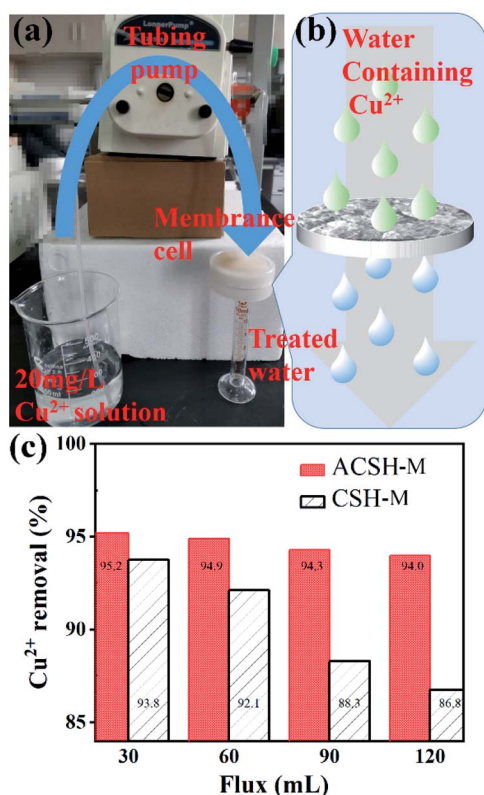 (a)
LongerPump
Tubing
pump
Membrance
cell
Treated
water
20mg/L
Cu²⁺ solution
(b)
Water
Containing
Cu²⁺
(c)
ACSH-M
CSH-M
Cu²⁺ removal (%)
100
95
90
85
95,2
94,9
94,3
94,0
93.8
92.1
88,3
86,8
30
60
90
120
Flux (mL)